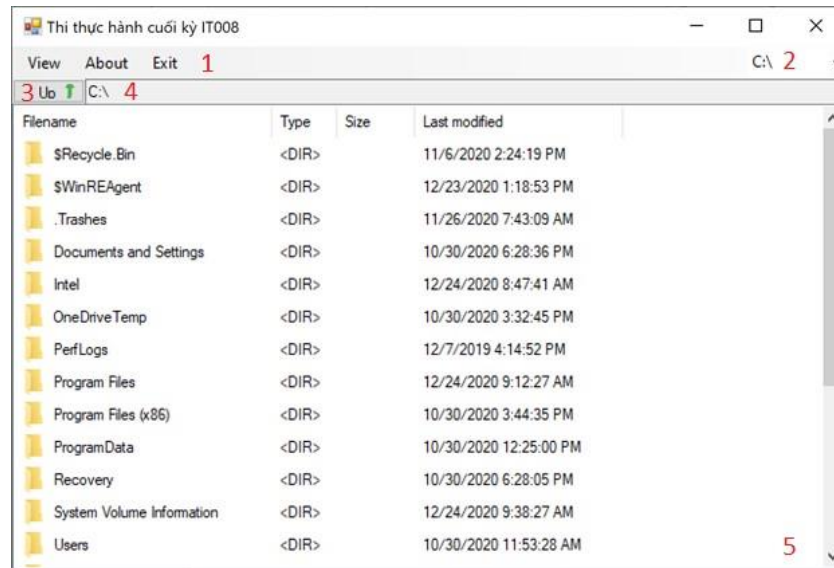 Thi thực hành cuối kỳ IT008
View About Exit 1 C:\ 2
3 Up C:\ 4
Filename Type Size Last modified
$Recycle.Bin <DIR> 11/6/2020 2:24:19 PM
$WinREAgent <DIR> 12/23/2020 1:18:53 PM
.Trashes <DIR> 11/26/2020 7:43:09 AM
Documents and Settings <DIR> 10/30/2020 6:28:36 PM
Intel <DIR> 12/24/2020 8:47:41 AM
OneDriveTemp <DIR> 10/30/2020 3:32:45 PM
PerfLogs <DIR> 12/7/2019 4:14:52 PM
Program Files <DIR> 12/24/2020 9:12:27 AM
Program Files (x86) <DIR> 10/30/2020 3:44:35 PM
ProgramData <DIR> 10/30/2020 12:25:00 PM
Recovery <DIR> 10/30/2020 6:28:05 PM
System Volume Information <DIR> 12/24/2020 9:38:27 AM
Users <DIR> 10/30/2020 11:53:28 AM 5